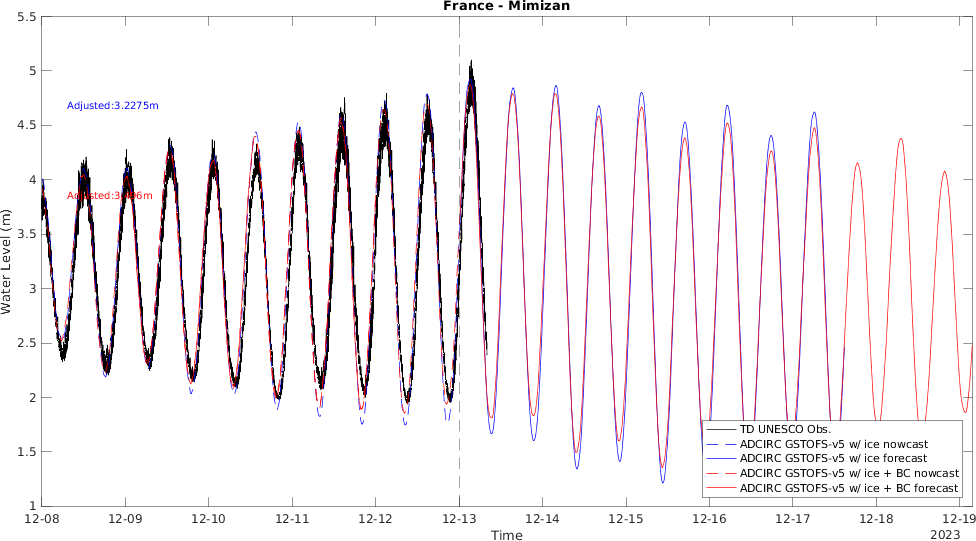 France - Mimizan
5.5
5
4.5
4
3.5
3
2.5
2
1.5
1
Water Level (m)
Adjusted:3.2275m
TD UNESCO Obs.
ADCIRC GSTOFS-v5 w/ ice nowcast
ADCIRC GSTOFS-v5 w/ ice forecast
ADCIRC GSTOFS-v5 w/ ice + BC nowcast
ADCIRC GSTOFS-v5 w/ ice + BC forecast
12-08 12-09 12-10 12-11 12-12 12-13 12-14 12-15 12-16 12-17 12-18 12-19
Time
2023